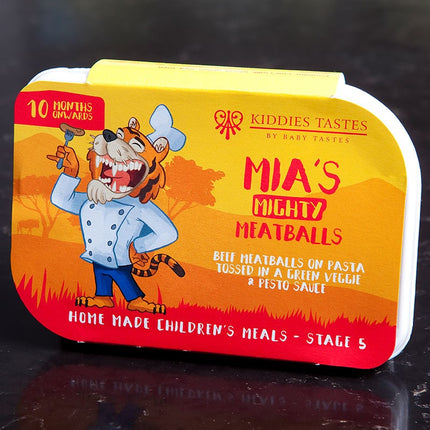 10 MONTHS
ONWARDS
KIDDIES TASTES
BY BABY TASTES
MIA'S
MIGHTY
MEATBALLS
BEEF MEATBALLS ON PASTA
TOSSED IN A GREEN VEGGIE
& PESTO SAUCE
HOME MADE CHILDREN'S MEALS - STAGE 5